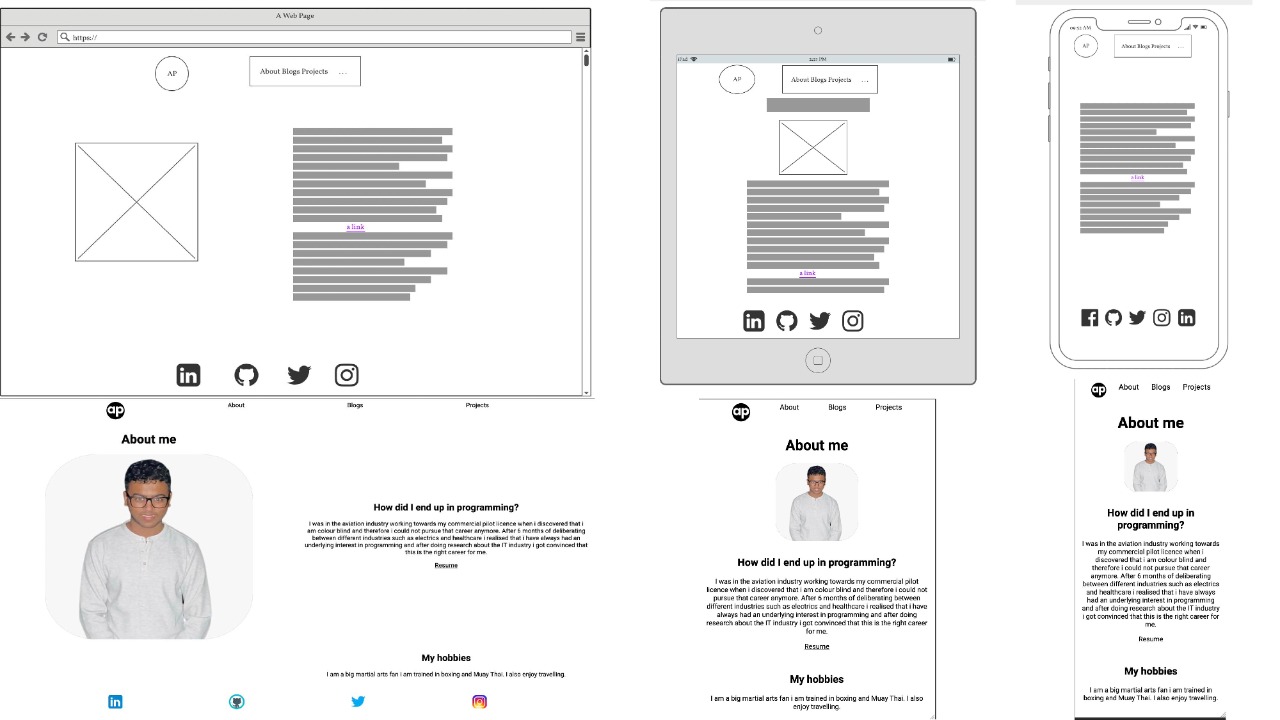 A Web Page
https://
AP
About Blogs Projects ...
a link
2:21 PM
AP
About Blogs Projects ...
a link
AP
About Blogs Projects ...
a link
ap
About
Blogs
Projects
About me
How did I end up in programming?
I was in the aviation industry working towards my commercial pilot licence when i discovered that i
am colour blind and therefore i could not pursue that career anymore. After 6 months of deliberating
between different industries such as electrics and healthcare i realised that i have always had an
underlying interest in programming and after doing research about the IT industry i got convinced that
this is the right career for me.
Resume
My hobbies
I am a big martial arts fan i am trained in boxing and Muay Thai. I also enjoy travelling.
in
ap
About
Blogs
Projects
About me
How did I end up in programming?
I was in the aviation industry working towards my commercial pilot
licence when i discovered that i am colour blind and therefore i could not
pursue that career anymore. After 6 months of deliberating between
different industries such as electrics and healthcare i realised that i have
always had an underlying interest in programming and after doing
research about the IT industry i got convinced that this is the right career
for me.
Resume
My hobbies
I am a big martial arts fan i am trained in boxing and Muay Thai. I also
enjoy travelling.
ap
About
Blogs
Projects
About me
How did I end up in
programming?
I was in the aviation industry working towards
my commercial pilot licence when i
discovered that i am colour blind and
therefore i could not pursue that career
anymore. After 6 months of deliberating
between different industries such as electrics
and healthcare i realised that i have always
had an underlying interest in programming
and after doing research about the IT industry
i got convinced that this is the right career for
me.
Resume
My hobbies
I am a big martial arts fan i am trained in
boxing and Muay Thai. I also enjoy travelling.